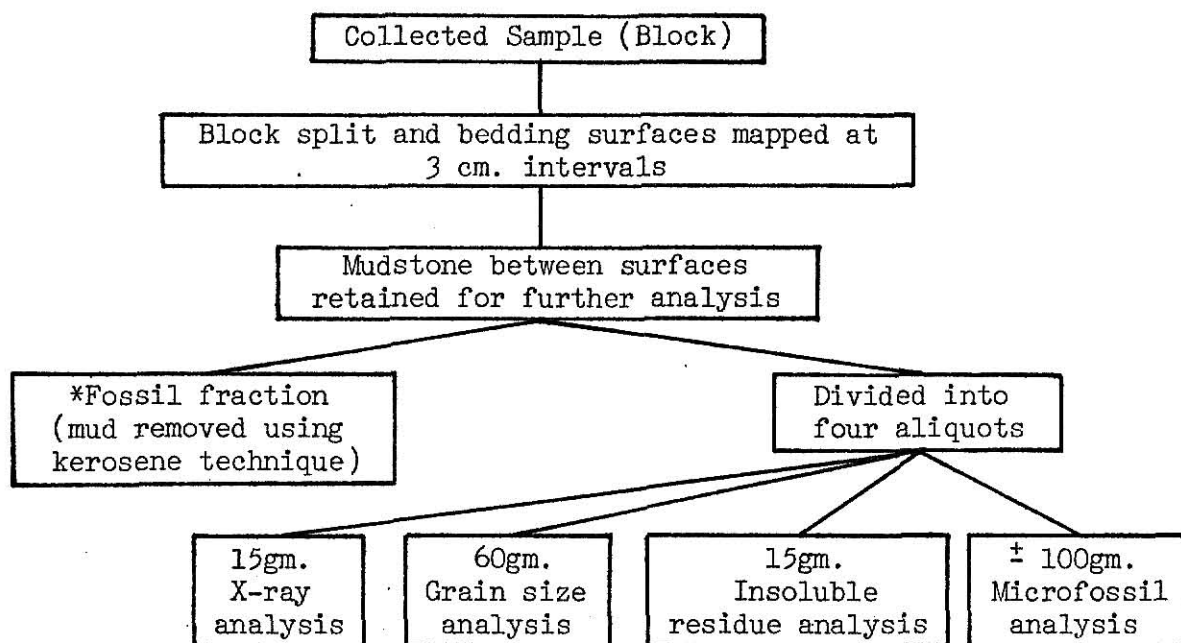 Collected Sample (Block)
Block split and bedding surfaces mapped at
3 cm. intervals
Mudstone between surfaces
retained for further analysis
*Fossil fraction
(mud removed using
kerosene technique)
Divided into
four aliquots
15gm.
X-ray
analysis
60gm.
Grain size
analysis
15gm.
Insoluble
residue analysis
± 100gm.
Microfossil
analysis